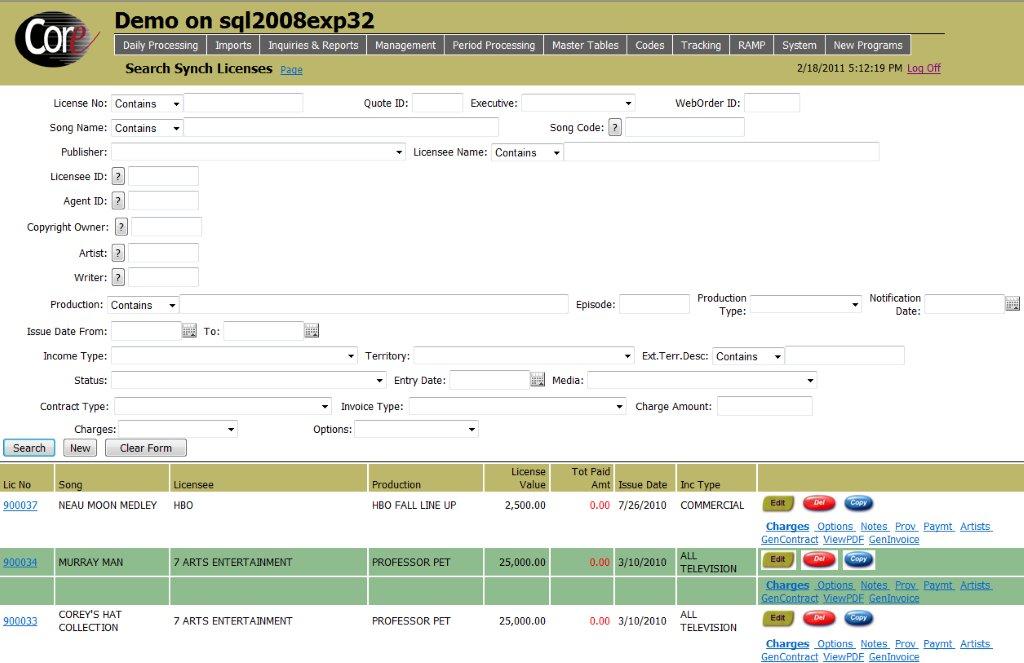 Core
Demo on sql2008exp32
Daily Processing Imports Inquiries & Reports Management Period Processing Master Tables Codes Tracking RAMP System New Programs
Search Synch Licenses Page 2/18/2011 5:12:19 PM Log Off
License No: Contains Quote ID: Executive: WebOrder ID:
Song Name: Contains Song Code: ?
Publisher: Licensee Name: Contains
Licensee ID: ?
Agent ID: ?
Copyright Owner: ?
Artist: ?
Writer: ?
Production: Contains Episode: Production Type: Notification Date:
Issue Date From: To:
Income Type: Territory: Ext.Terr.Desc: Contains
Status: Entry Date: Media:
Contract Type: Invoice Type: Charge Amount:
Charges: Options:
Search New Clear Form
Lic No Song Licensee Production License Value Tot Paid Amt Issue Date Inc Type
900037 NEAU MOON MEDLEY HBO HBO FALL LINE UP 2,500.00 0.00 7/26/2010 COMMERCIAL Edit Del Copy
Charges Options Notes Prov Paymt Artists
GenContract ViewPDF GenInvoice
900034 MURRAY MAN 7 ARTS ENTERTAINMENT PROFESSOR PET 25,000.00 0.00 3/10/2010 ALL TELEVISION Edit Del Copy
Charges Options Notes Prov Paymt Artists
GenContract ViewPDF GenInvoice
900033 COREY'S HAT COLLECTION 7 ARTS ENTERTAINMENT PROFESSOR PET 25,000.00 0.00 3/10/2010 ALL TELEVISION Edit Del Copy
Charges Options Notes Prov Paymt Artists
GenContract ViewPDF GenInvoice